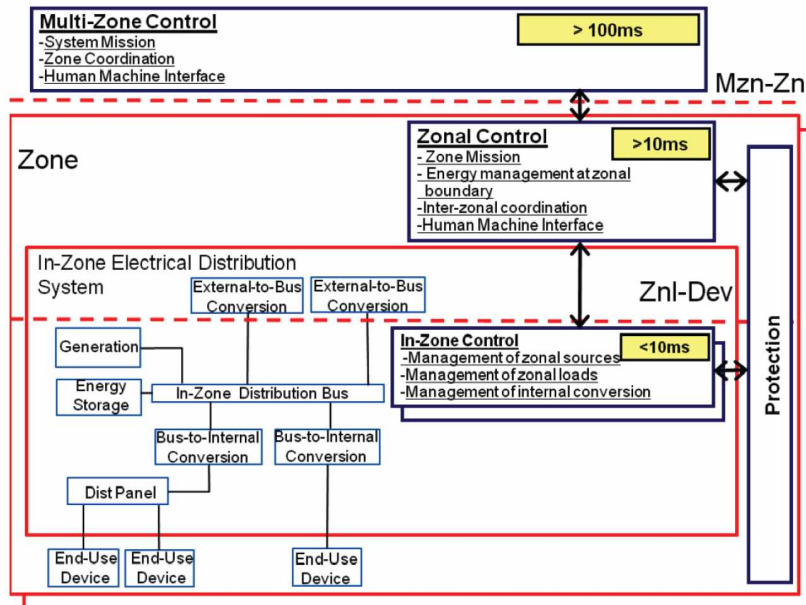 Multi-Zone Control
-System Mission
-Zone Coordination
-Human Machine Interface
> 100ms
Mzn-Zn
Zone
Zonal Control
- Zone Mission
- Energy management at zonal
boundary
-Inter-zonal coordination
-Human Machine Interface
>10ms
In-Zone Electrical Distribution
System
External-to-Bus
Conversion
External-to-Bus
Conversion
Znl-Dev
Generation
Energy
Storage
In-Zone Distribution Bus
Bus-to-Internal
Conversion
Bus-to-Internal
Conversion
Dist Panel
End-Use
Device
End-Use
Device
End-Use
Device
In-Zone Control
-Management of zonal sources
-Management of zonal loads
-Management of internal conversion
<10ms
Protection